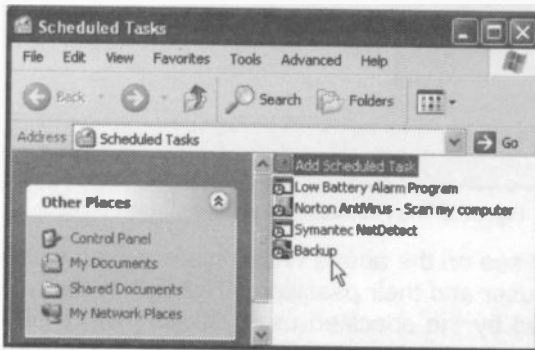 Scheduled Tasks
File Edit View Favorites Tools Advanced Help
Back Search Folders
Address Scheduled Tasks Go
Other Places
Control Panel
My Documents
Shared Documents
My Network Places
Add Scheduled Task
Low Battery Alarm Program
Norton AntiVirus - Scan my computer
Symantec NetDetect
Backup